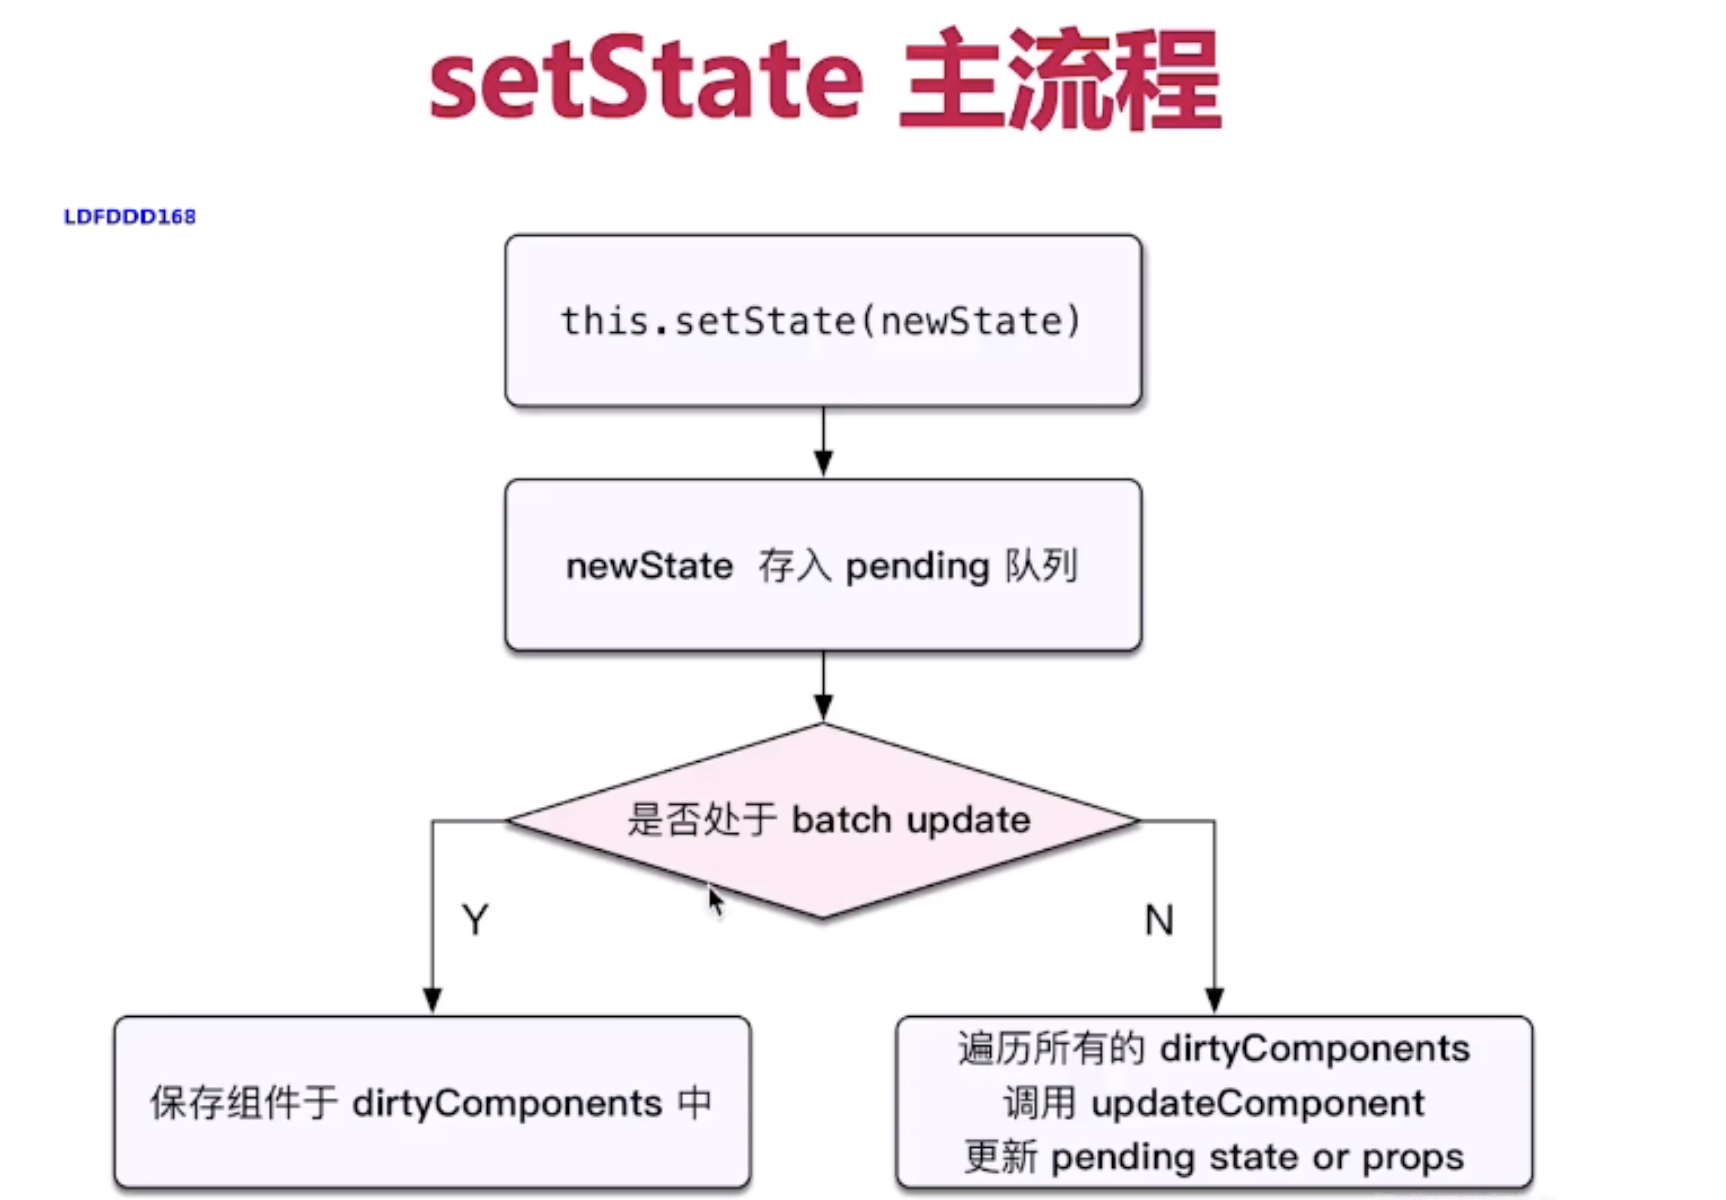 setState 主流程
LDFDDD168
this.setState(newState)
newState 存入 pending 队列
是否处于 batch update
Y
N
保存组件于 dirtyComponents 中
遍历所有的 dirtyComponents
调用 updateComponent
更新 pending state or props